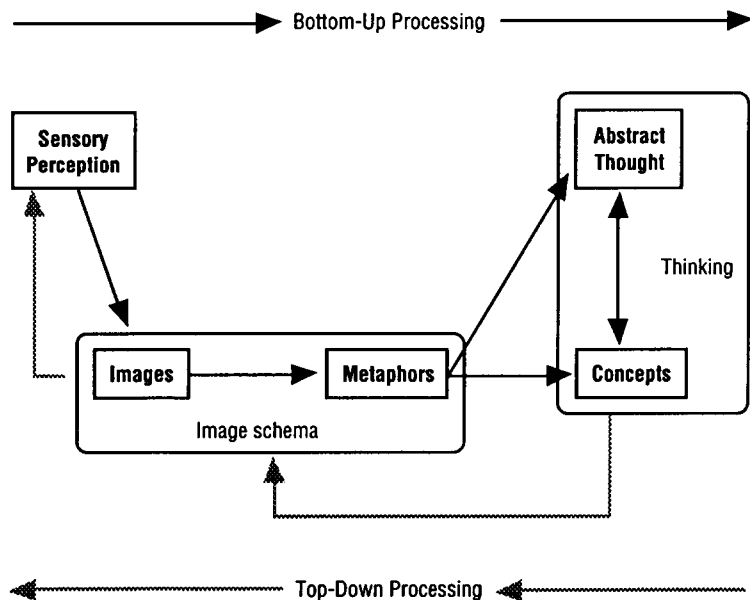 Bottom-Up Processing
Sensory
Perception
Abstract
Thought
Thinking
Images
Metaphors
Concepts
Image schema
Top-Down Processing